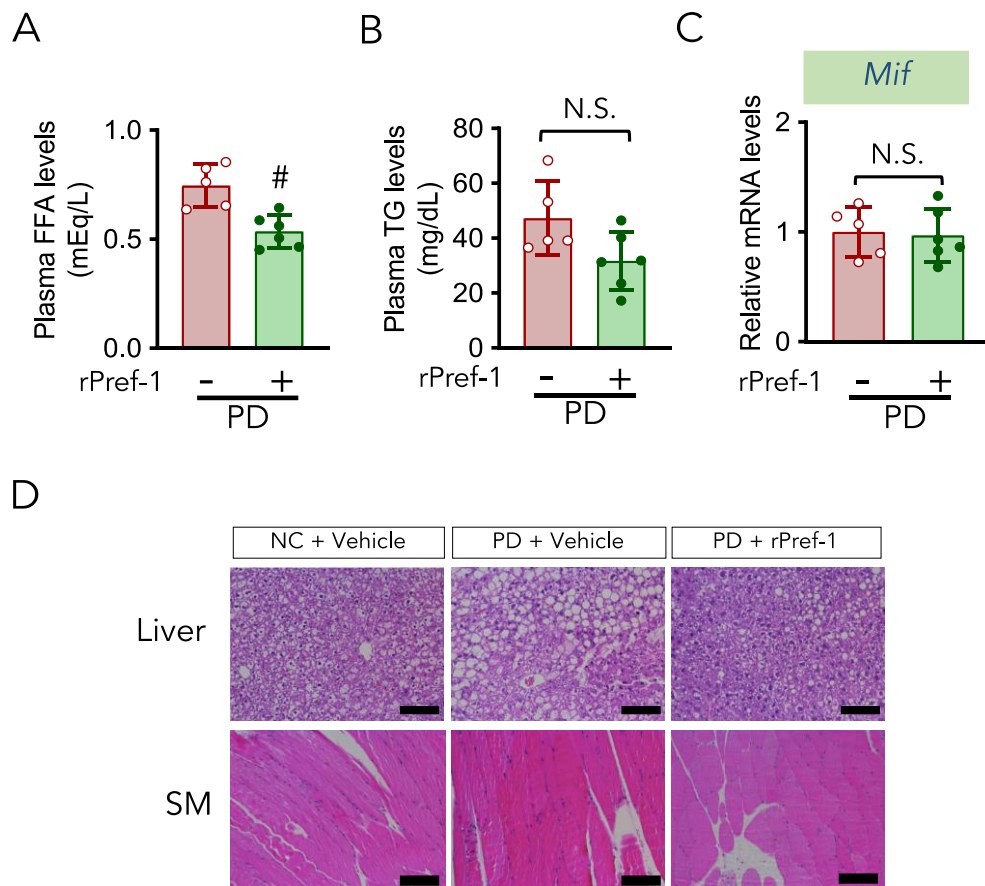 A
Plasma FFA levels
(mEq/L)
1.0
0.5
0.0
#
rPref-1
- +
PD
B
Plasma TG levels
(mg/dL)
80
60
40
20
0
N.S.
rPref-1
- +
PD
C
Mif
Relative mRNA levels
2
1
0
N.S.
rPref-1
- +
PD
D
NC + Vehicle
PD + Vehicle
PD + rPref-1
Liver
SM